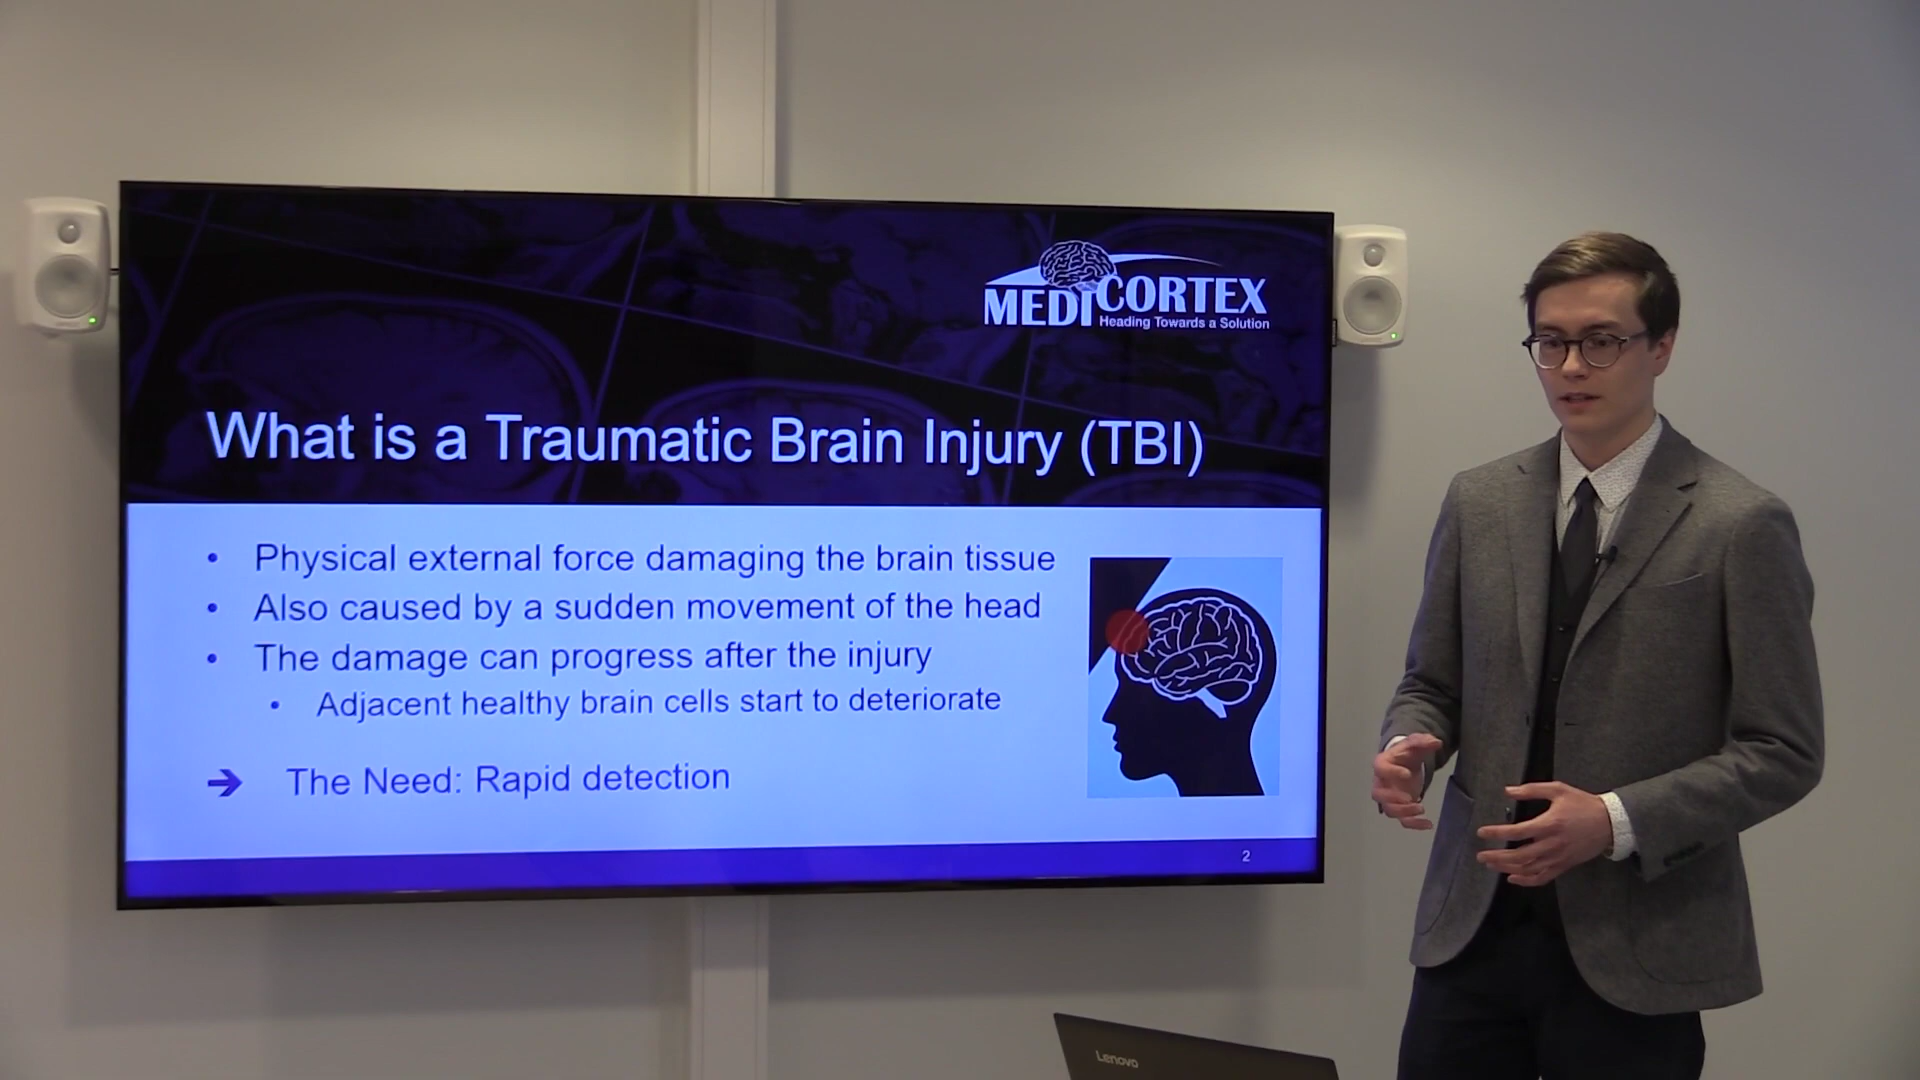 MEDICORTEX
Heading Towards a Solution
What is a Traumatic Brain Injury (TBI)
• Physical external force damaging the brain tissue
• Also caused by a sudden movement of the head
• The damage can progress after the injury
• Adjacent healthy brain cells start to deteriorate
➔ The Need: Rapid detection
2
Lenovo